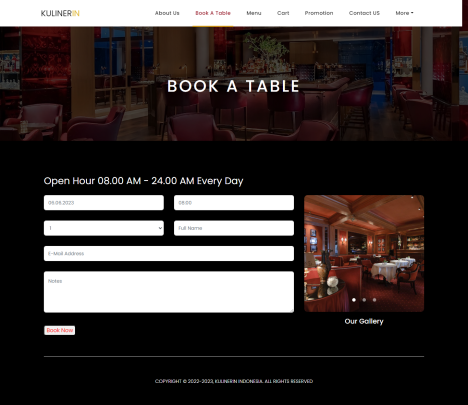 KULINERIN About Us Book A Table Menu Cart Promotion Contact US More
BOOK A TABLE
Open Hour 08.00 AM - 24.00 AM Every Day
06.06.2023 08:00
1 Full Name
E-Mail Address
Notes
Our Gallery
Book Now
COPYRIGHT © 2022-2023, KULINERIN INDONESIA. ALL RIGHTS RESERVED